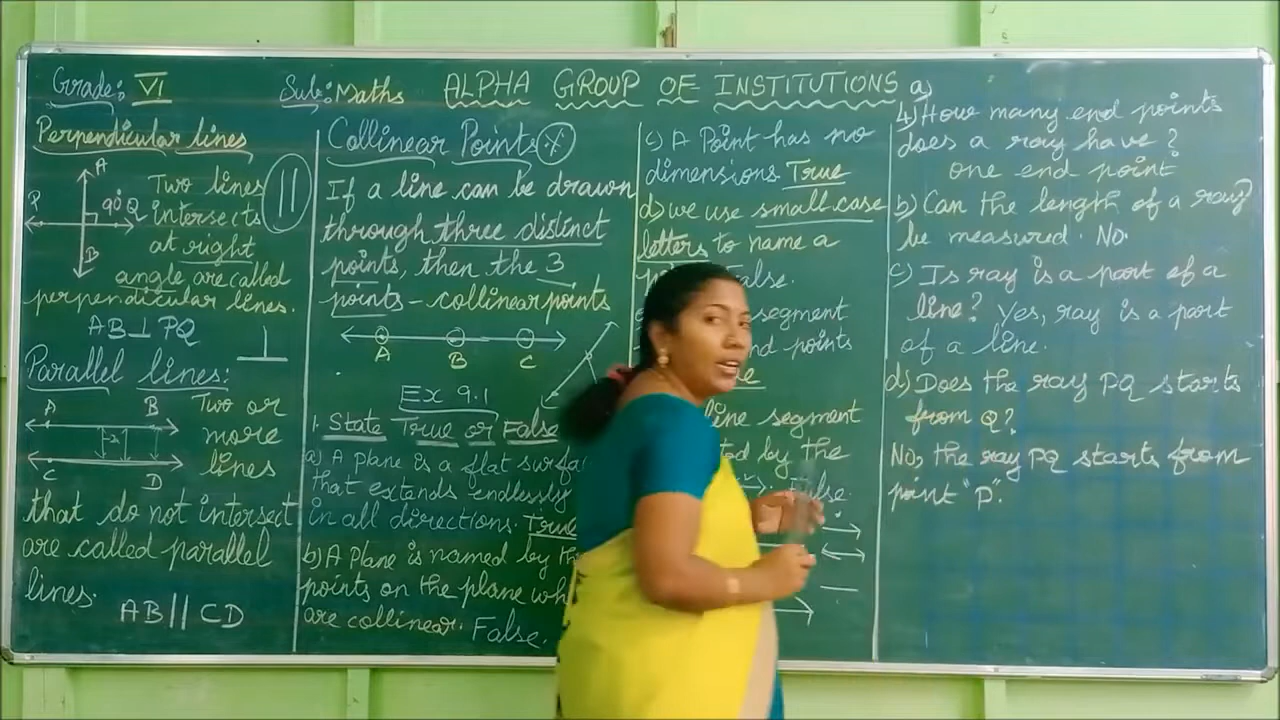 Grade: VI
Sub: Maths
ALPHA GROUP OF INSTITUTIONS
Perpendicular lines
A
P
90°
Q
B
Two lines
intersects
at right
angle are called
perpendicular lines.
AB⊥PQ
Parallel lines:
A
B
C
D
Two or
more
lines
that do not intersect
are called parallel
lines.
AB||CD
Collinear Points:
If a line can be drawn
through three distinct
points, then the 3
points - collinear points
A
B
C
Ex 9.1
1. State True or False
a) A plane is a flat surfa
that extends endlessly
in all directions. True
b) A Plane is named by th
points on the plane wh
are collinear. False.
c) A Point has no
dimensions True
d) we use small case
letters to name a
False.
segment
nd points
line segment
ted by the
False.
a)
4) How many end points
does a ray have?
one end point
b) Can the length of a ray
be measured. No.
c) Is ray is a part of a
line? Yes, ray is a part
of a line.
d) Does the ray PQ starts
from Q?
No, the ray PQ starts from
point "P".